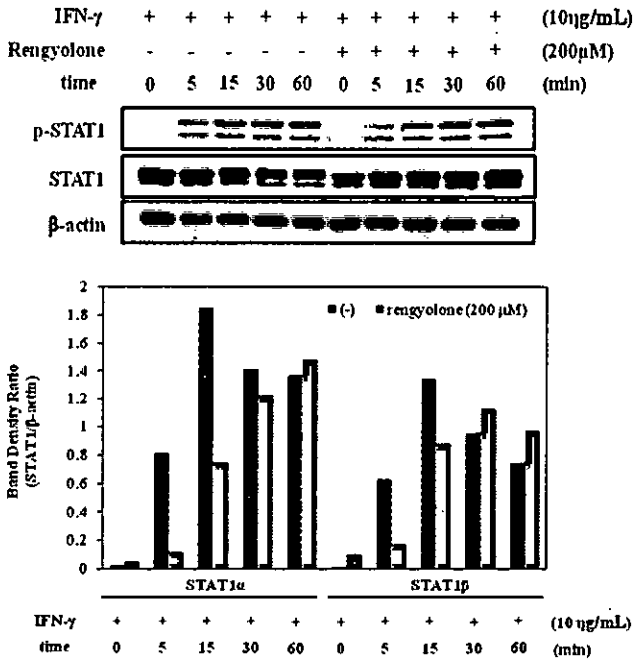 IFN-γ + + + + + + + + + + (10ηg/mL)
Rengyolone - - - - - + + + + + (200μM)
time 0 5 15 30 60 0 5 15 30 60 (min)
p-STAT1
STAT1
β-actin
2
1.8
1.6
1.4
1.2
1
0.8
0.6
0.4
0.2
0
Band Density Ratio
(STAT1/β-actin)
(-) rengyolone (200 μM)
STAT1α STAT1β
IFN-γ + + + + + + + + + + (10 ηg/mL)
time 0 5 15 30 60 0 5 15 30 60 (min)